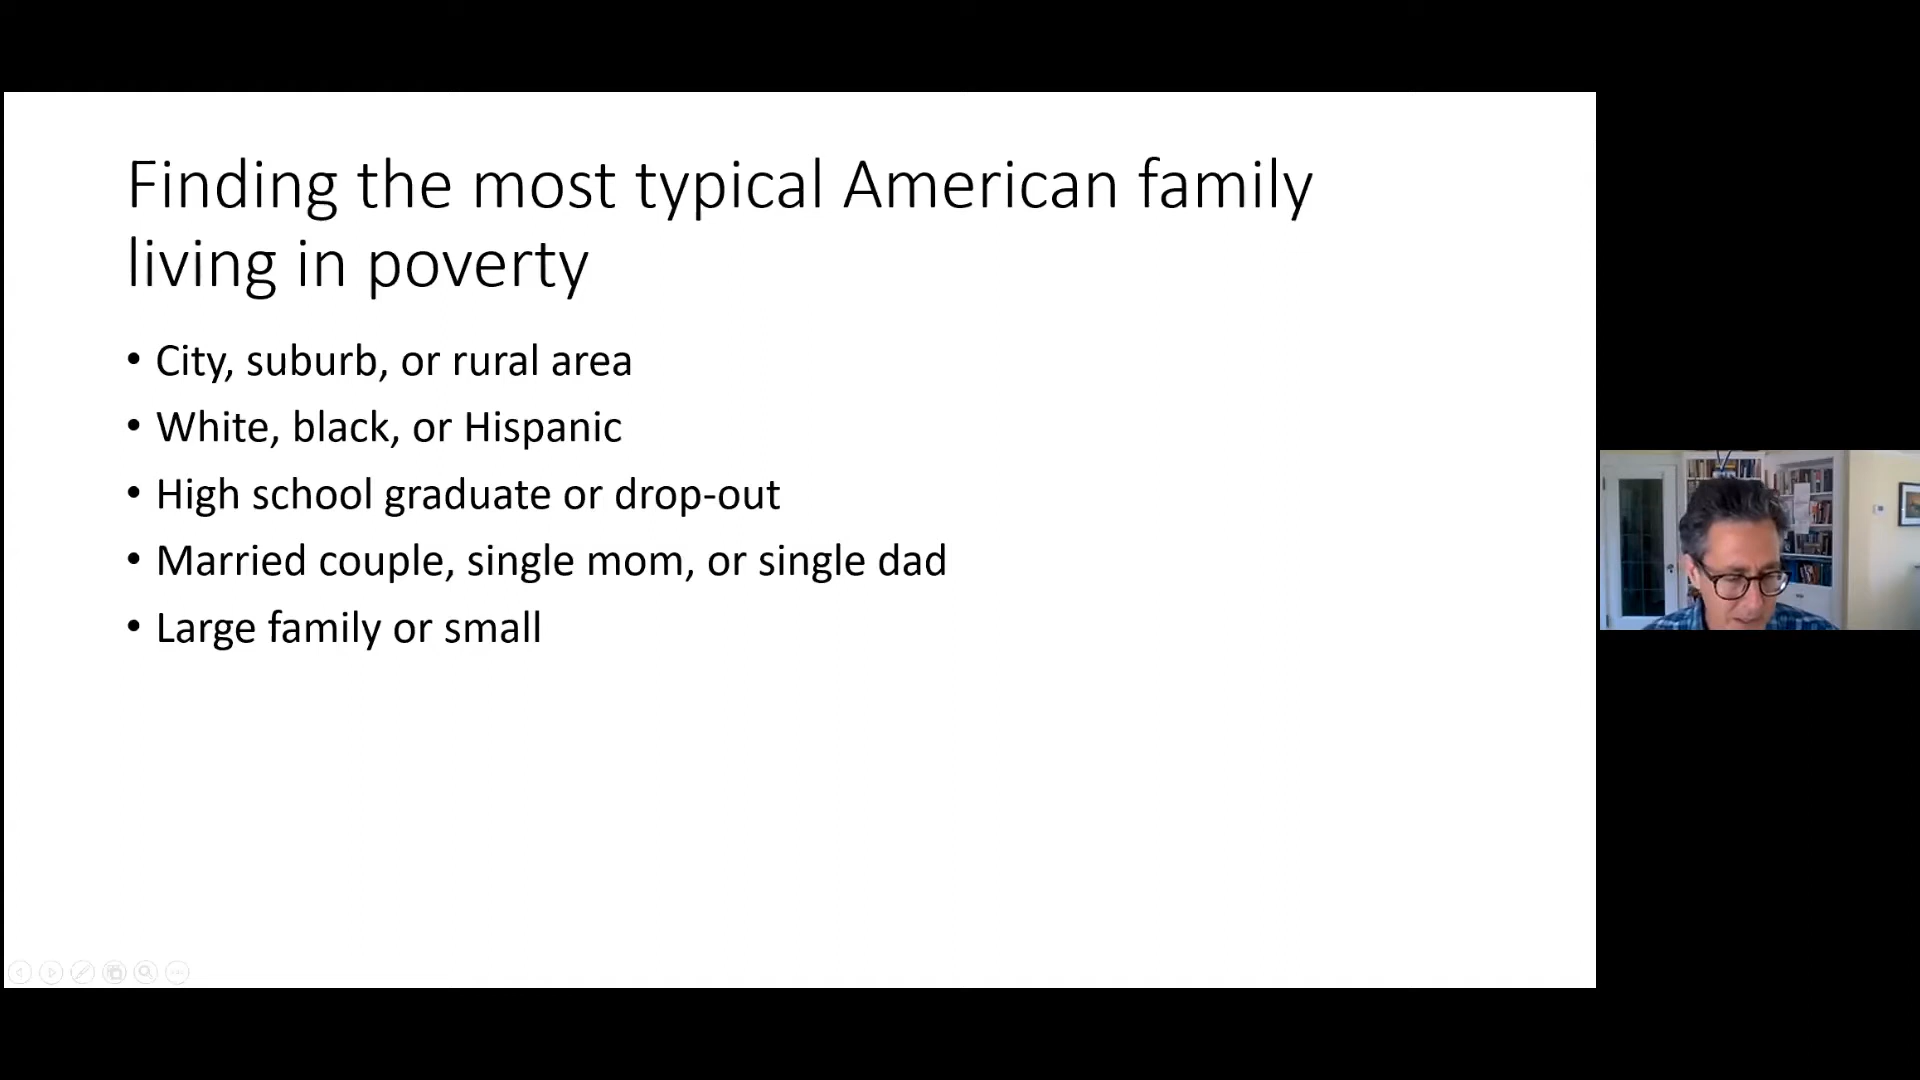 Finding the most typical American family
living in poverty
• City, suburb, or rural area
• White, black, or Hispanic
• High school graduate or drop-out
• Married couple, single mom, or single dad
• Large family or small